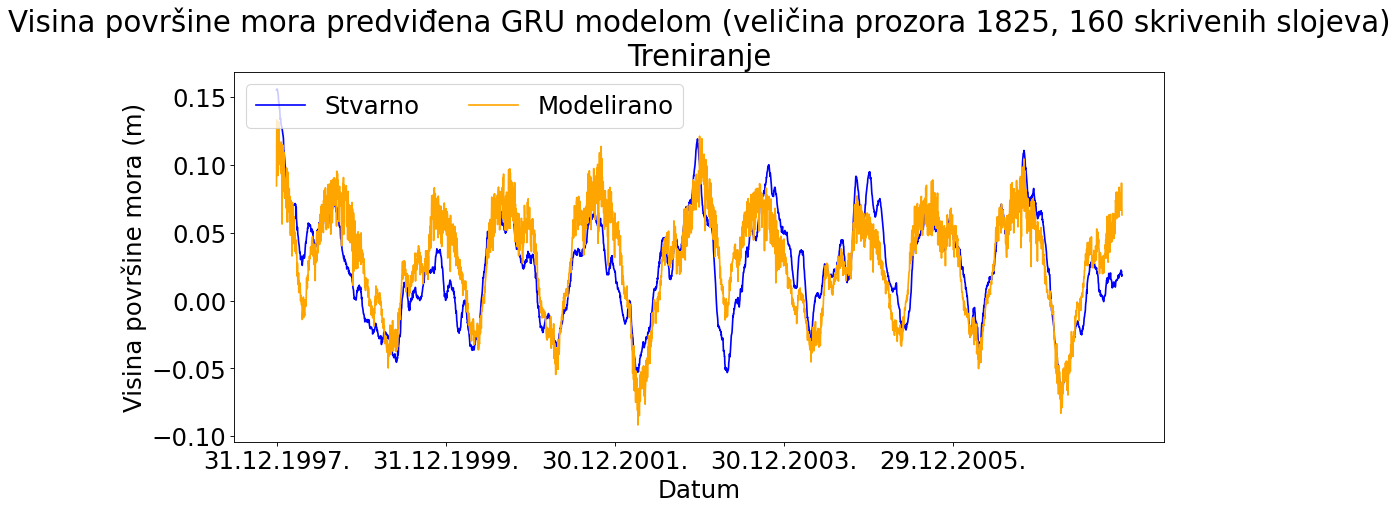 Visina površine mora predviđena GRU modelom (veličina prozora 1825, 160 skrivenih slojeva)
Treniranje
Stvarno
Modelirano
Visina površine mora (m)
0.15
0.10
0.05
0.00
−0.05
−0.10
31.12.1997.
31.12.1999.
30.12.2001.
30.12.2003.
29.12.2005.
Datum